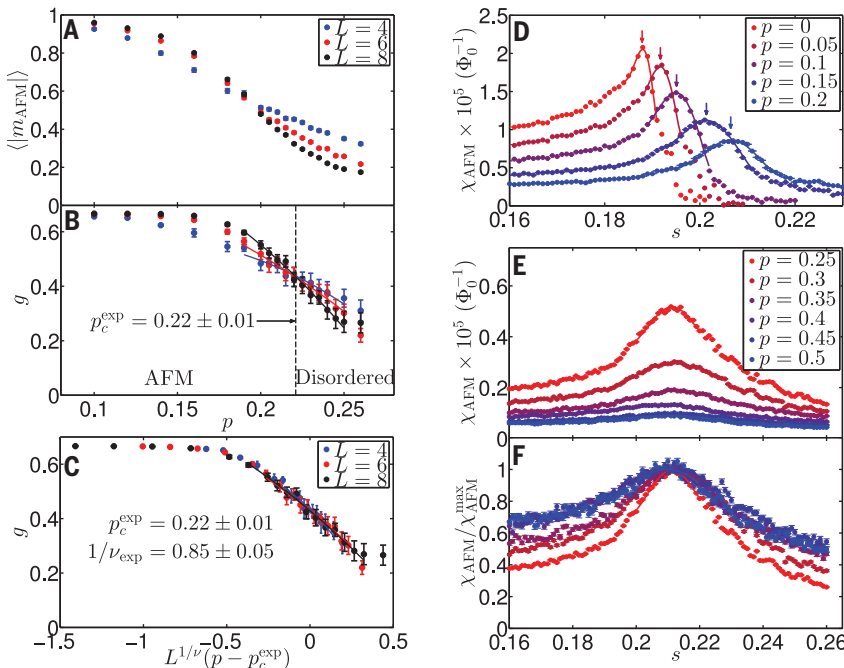 A
⟨|m_AFM|⟩
1
0.8
0.6
0.4
0.2
0
L = 4
L = 6
L = 8
B
g
0.6
0.4
0.2
0
p_c^exp = 0.22 ± 0.01
AFM
Disordered
0.1
0.15
0.2
0.25
p
C
g
0.6
0.4
0.2
0
L = 4
L = 6
L = 8
p_c^exp = 0.22 ± 0.01
1/ν_exp = 0.85 ± 0.05
−1.5
−1
−0.5
0
0.5
L^{1/ν}(p − p_c^exp)
D
χ_AFM × 10^5 (Φ_0^{−1})
2.5
2
1.5
1
0.5
0
p = 0
p = 0.05
p = 0.1
p = 0.15
p = 0.2
0.16
0.18
0.2
0.22
s
E
χ_AFM × 10^5 (Φ_0^{−1})
0.6
0.4
0.2
0
p = 0.25
p = 0.3
p = 0.35
p = 0.4
p = 0.45
p = 0.5
F
χ_AFM/χ_AFM^max
1
0.8
0.6
0.4
0.2
0
0.16
0.18
0.2
0.22
0.24
0.26
s